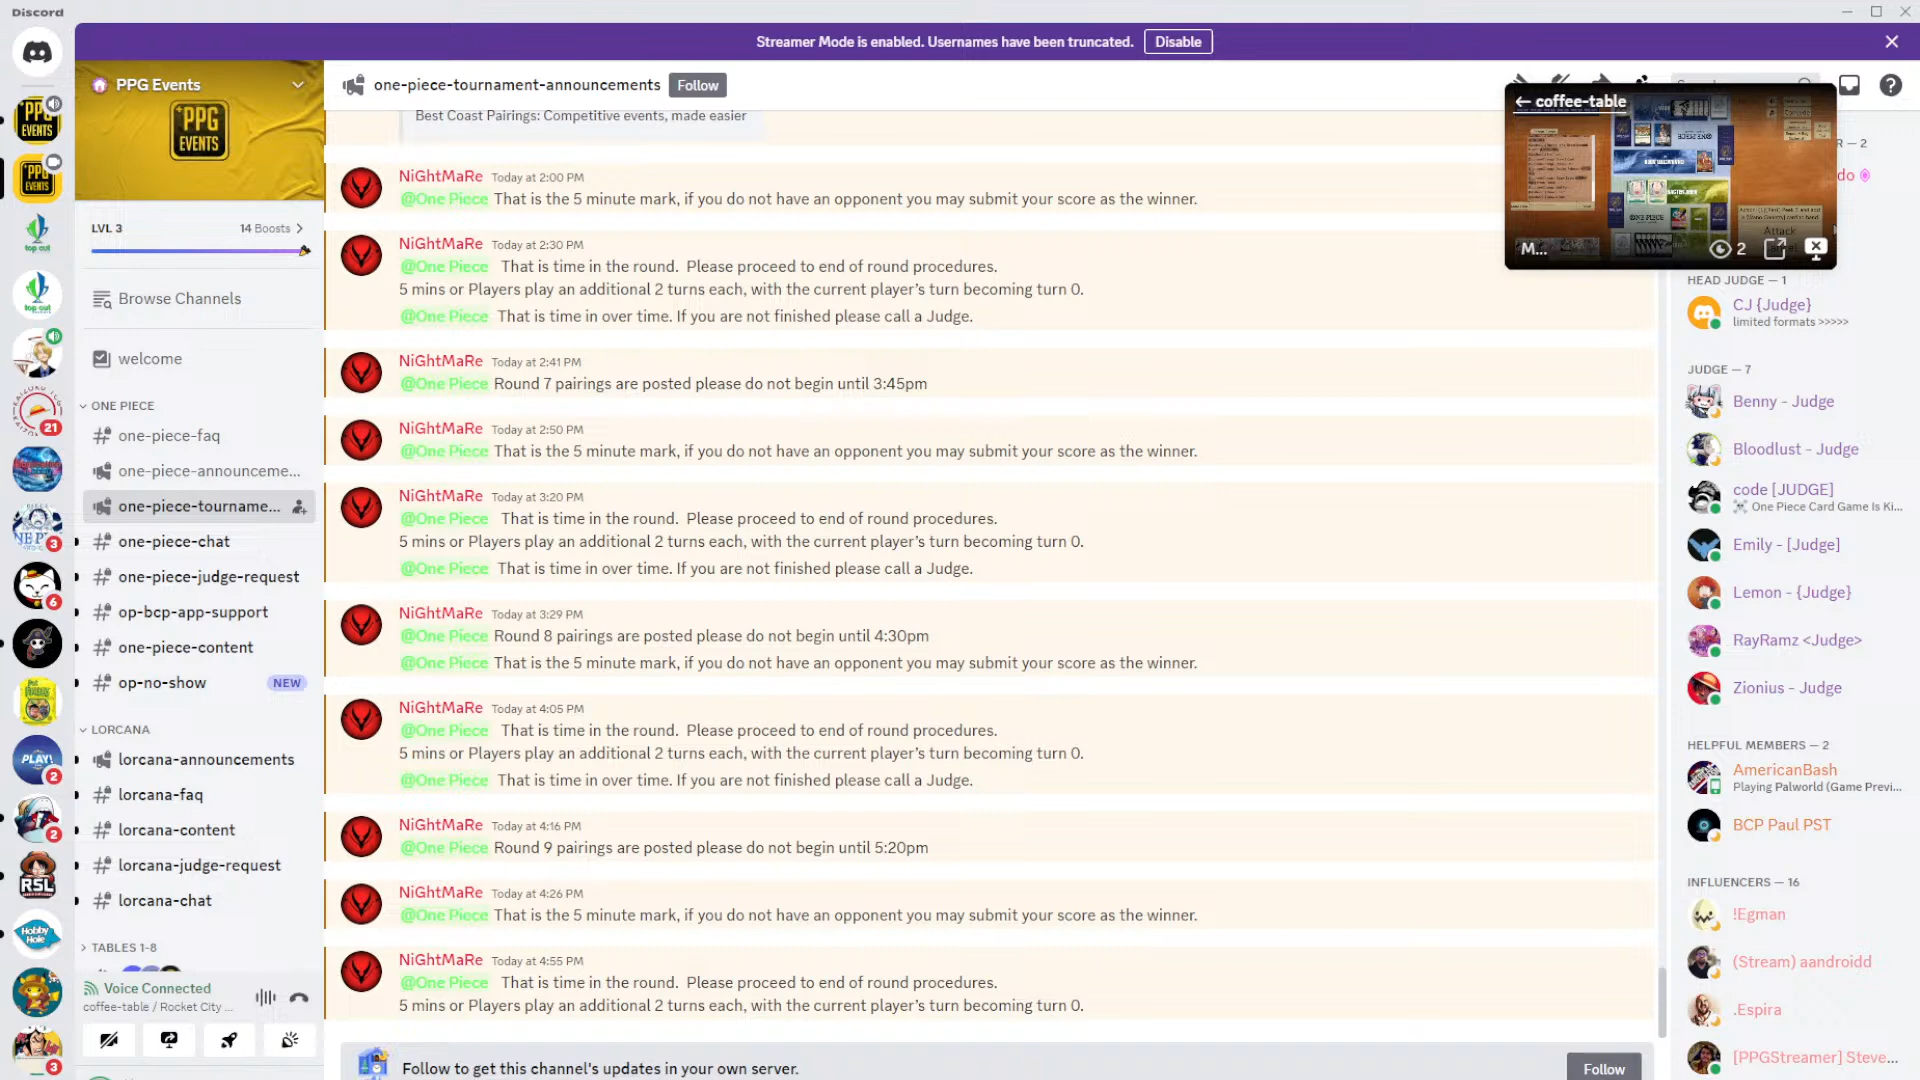 Discord
Streamer Mode is enabled. Usernames have been truncated.
Disable
PPG Events
PPG
EVENTS
LVL 3
14 Boosts
Browse Channels
welcome
ONE PIECE
one-piece-faq
one-piece-announceme...
one-piece-tourname...
one-piece-chat
one-piece-judge-request
op-bcp-app-support
one-piece-content
op-no-show
NEW
LORCANA
lorcana-announcements
lorcana-faq
lorcana-content
lorcana-judge-request
lorcana-chat
TABLES 1-8
Voice Connected
coffee-table / Rocket City ...
one-piece-tournament-announcements
Follow
Best Coast Pairings: Competitive events, made easier
NiGhtMaRe Today at 2:00 PM
@One Piece That is the 5 minute mark, if you do not have an opponent you may submit your score as the winner.
NiGhtMaRe Today at 2:30 PM
@One Piece That is time in the round. Please proceed to end of round procedures.
5 mins or Players play an additional 2 turns each, with the current player's turn becoming turn 0.
@One Piece That is time in over time. If you are not finished please call a Judge.
NiGhtMaRe Today at 2:41 PM
@One Piece Round 7 pairings are posted please do not begin until 3:45pm
NiGhtMaRe Today at 2:50 PM
@One Piece That is the 5 minute mark, if you do not have an opponent you may submit your score as the winner.
NiGhtMaRe Today at 3:20 PM
@One Piece That is time in the round. Please proceed to end of round procedures.
5 mins or Players play an additional 2 turns each, with the current player's turn becoming turn 0.
@One Piece That is time in over time. If you are not finished please call a Judge.
NiGhtMaRe Today at 3:29 PM
@One Piece Round 8 pairings are posted please do not begin until 4:30pm
@One Piece That is the 5 minute mark, if you do not have an opponent you may submit your score as the winner.
NiGhtMaRe Today at 4:05 PM
@One Piece That is time in the round. Please proceed to end of round procedures.
5 mins or Players play an additional 2 turns each, with the current player's turn becoming turn 0.
@One Piece That is time in over time. If you are not finished please call a Judge.
NiGhtMaRe Today at 4:16 PM
@One Piece Round 9 pairings are posted please do not begin until 5:20pm
NiGhtMaRe Today at 4:26 PM
@One Piece That is the 5 minute mark, if you do not have an opponent you may submit your score as the winner.
NiGhtMaRe Today at 4:55 PM
@One Piece That is time in the round. Please proceed to end of round procedures.
5 mins or Players play an additional 2 turns each, with the current player's turn becoming turn 0.
Follow to get this channel's updates in your own server.
Follow
coffee-table
Attack
M...
2
R — 2
do
HEAD JUDGE — 1
CJ {Judge}
limited formats >>>>>
JUDGE — 7
Benny - Judge
Bloodlust - Judge
code [JUDGE]
One Piece Card Game Is Ki...
Emily - [Judge]
Lemon - {Judge}
RayRamz <Judge>
Zionius - Judge
HELPFUL MEMBERS — 2
AmericanBash
Playing Palworld (Game Previ...
BCP Paul PST
INFLUENCERS — 16
!Egman
(Stream) aandroidd
.Espira
[PPGStreamer] Steve...
PPG
EVENTS
PPG
EVENTS
top cut
top cut
21
3
6
PLAY!
2
2
RSL
Hobby
Hole
3